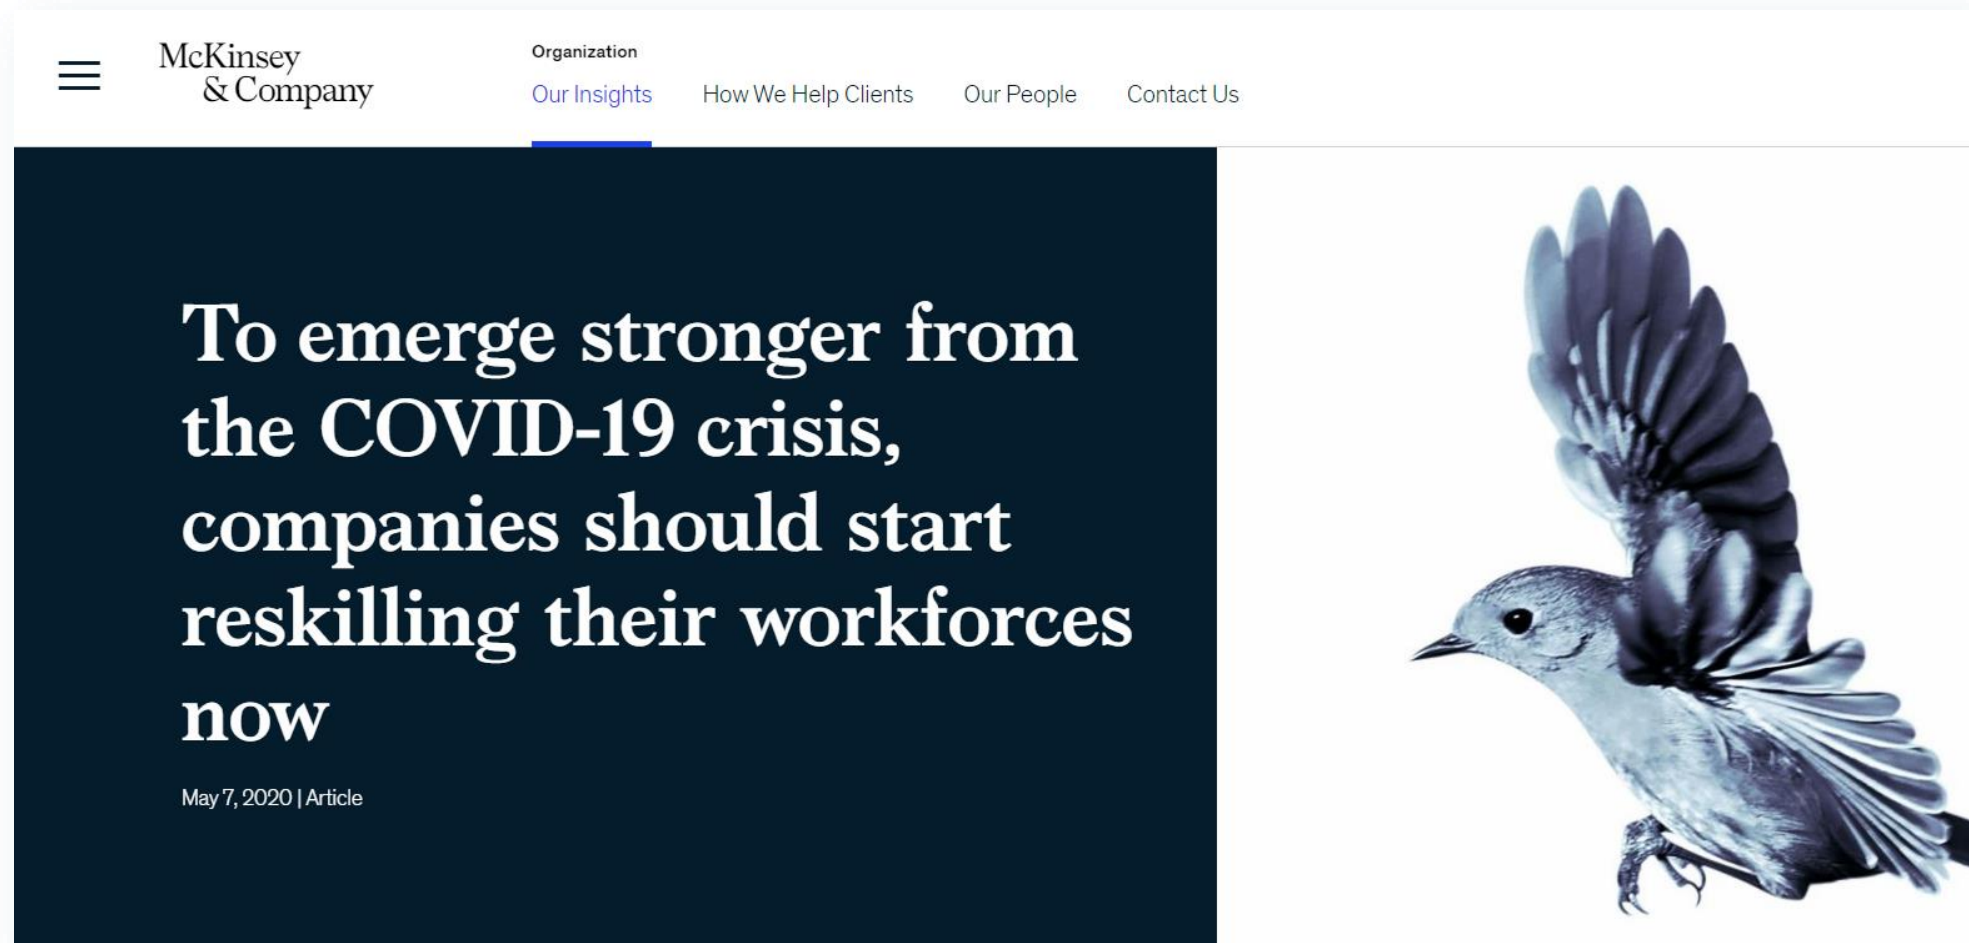 McKinsey
& Company
Organization
Our Insights How We Help Clients Our People Contact Us
To emerge stronger from
the COVID-19 crisis,
companies should start
reskilling their workforces
now
May 7, 2020 | Article